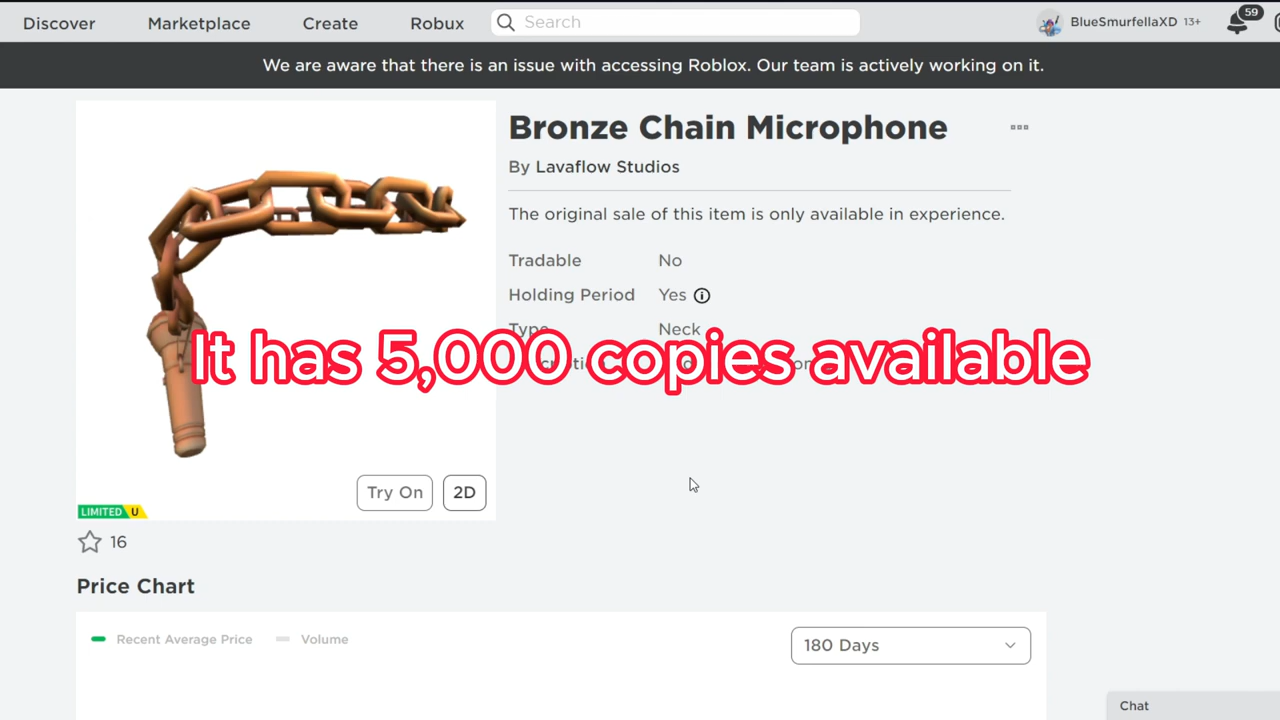 Discover Marketplace Create Robux Search BlueSmurfellaXD 13+ 59
We are aware that there is an issue with accessing Roblox. Our team is actively working on it.
Bronze Chain Microphone
By Lavaflow Studios
The original sale of this item is only available in experience.
Tradable No
Holding Period Yes
Type Neck
It has 5,000 copies available
Try On 2D
LIMITED U
16
Price Chart
Recent Average Price Volume 180 Days
Chat